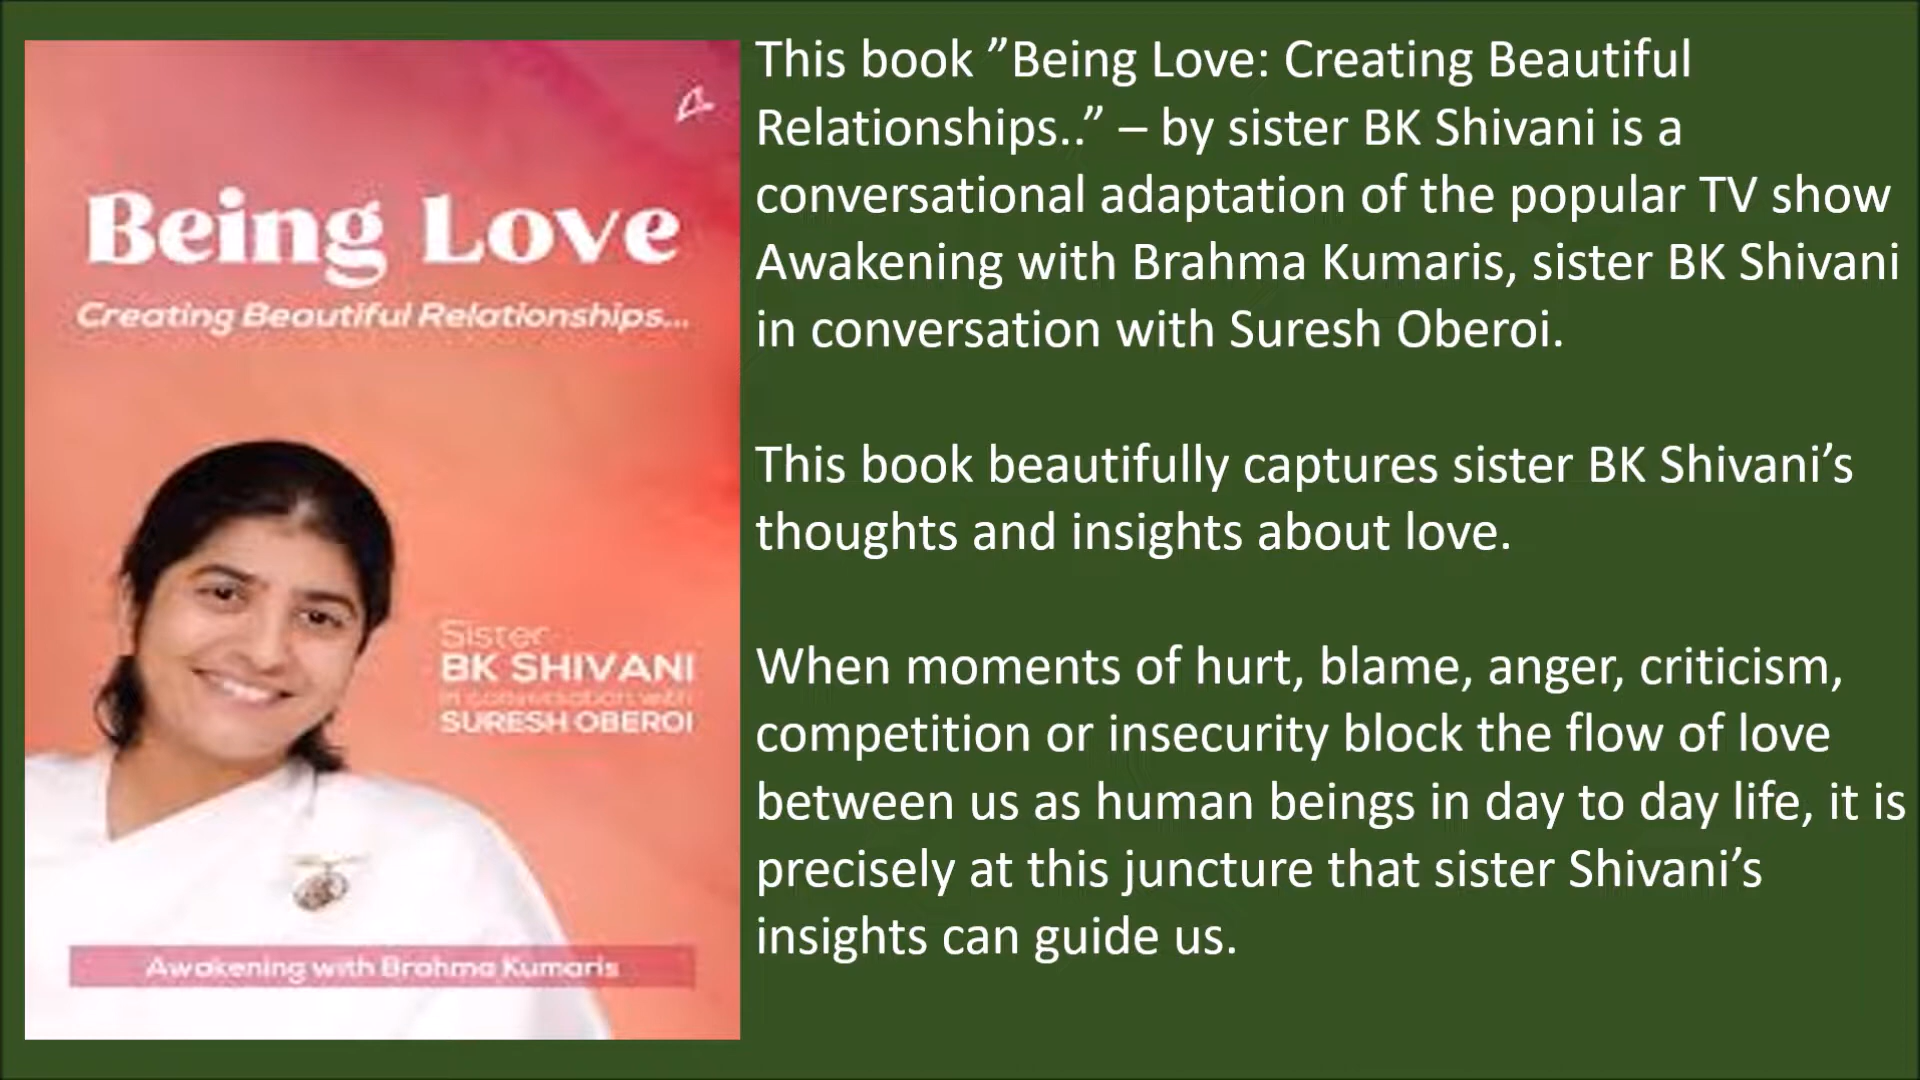 Being Love
Creating Beautiful Relationships...
Sister
BK SHIVANI
in conversation with
SURESH OBEROI
Awakening with Brahma Kumaris
This book ”Being Love: Creating Beautiful
Relationships..” – by sister BK Shivani is a
conversational adaptation of the popular TV show
Awakening with Brahma Kumaris, sister BK Shivani
in conversation with Suresh Oberoi.
This book beautifully captures sister BK Shivani’s
thoughts and insights about love.
When moments of hurt, blame, anger, criticism,
competition or insecurity block the flow of love
between us as human beings in day to day life, it is
precisely at this juncture that sister Shivani’s
insights can guide us.